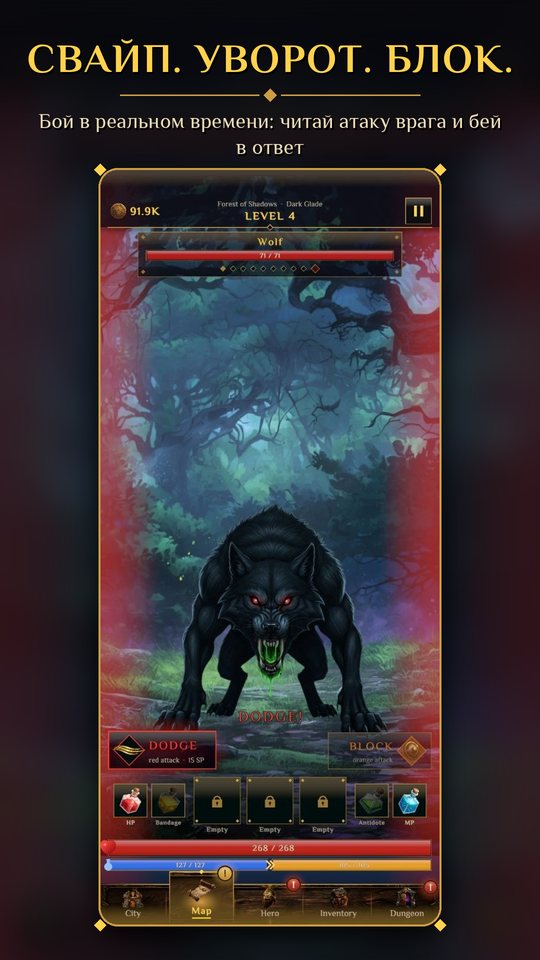 СВАЙП. УВОРОТ. БЛОК.
Бой в реальном времени: читай атаку врага и бей
в ответ
91.9K
Forest of Shadows · Dark Glade
LEVEL 4
Wolf
71 / 71
DODGE!
DODGE
red attack · 15 SP
BLOCK
orange attack
HP
Bandage
Empty
Empty
Empty
Antidote
MP
268 / 268
127 / 127
City
Map
Hero
Inventory
Dungeon